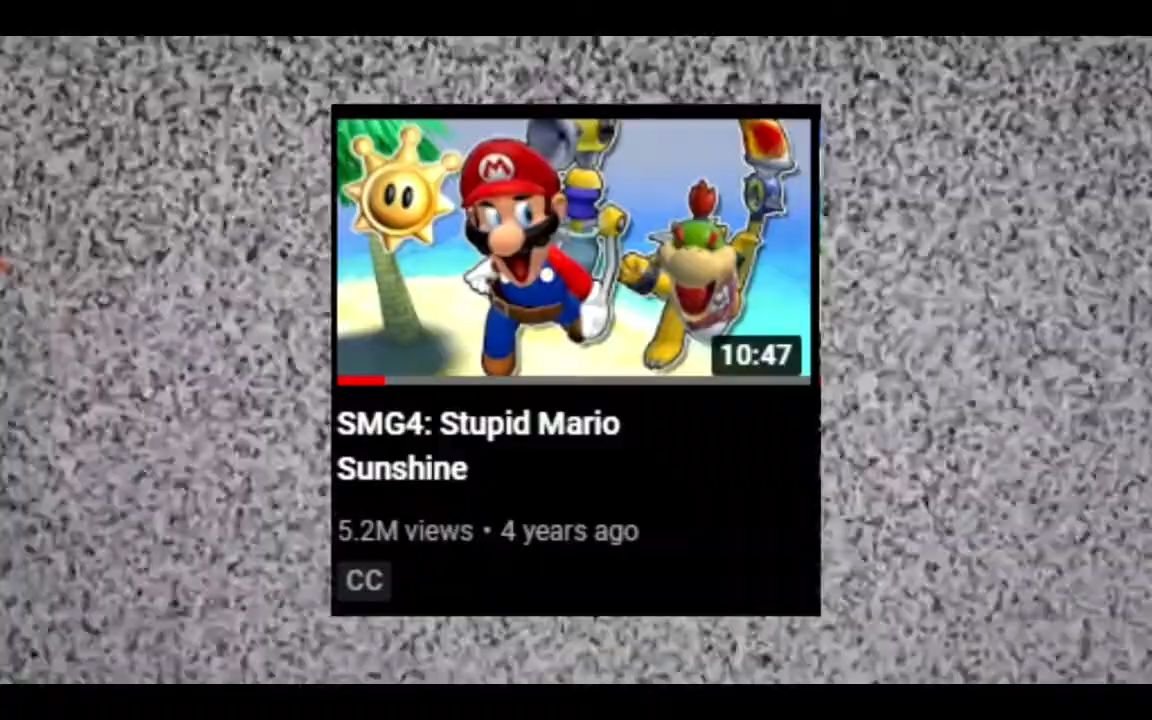 M
10:47
SMG4: Stupid Mario
Sunshine
5.2M views • 4 years ago
CC